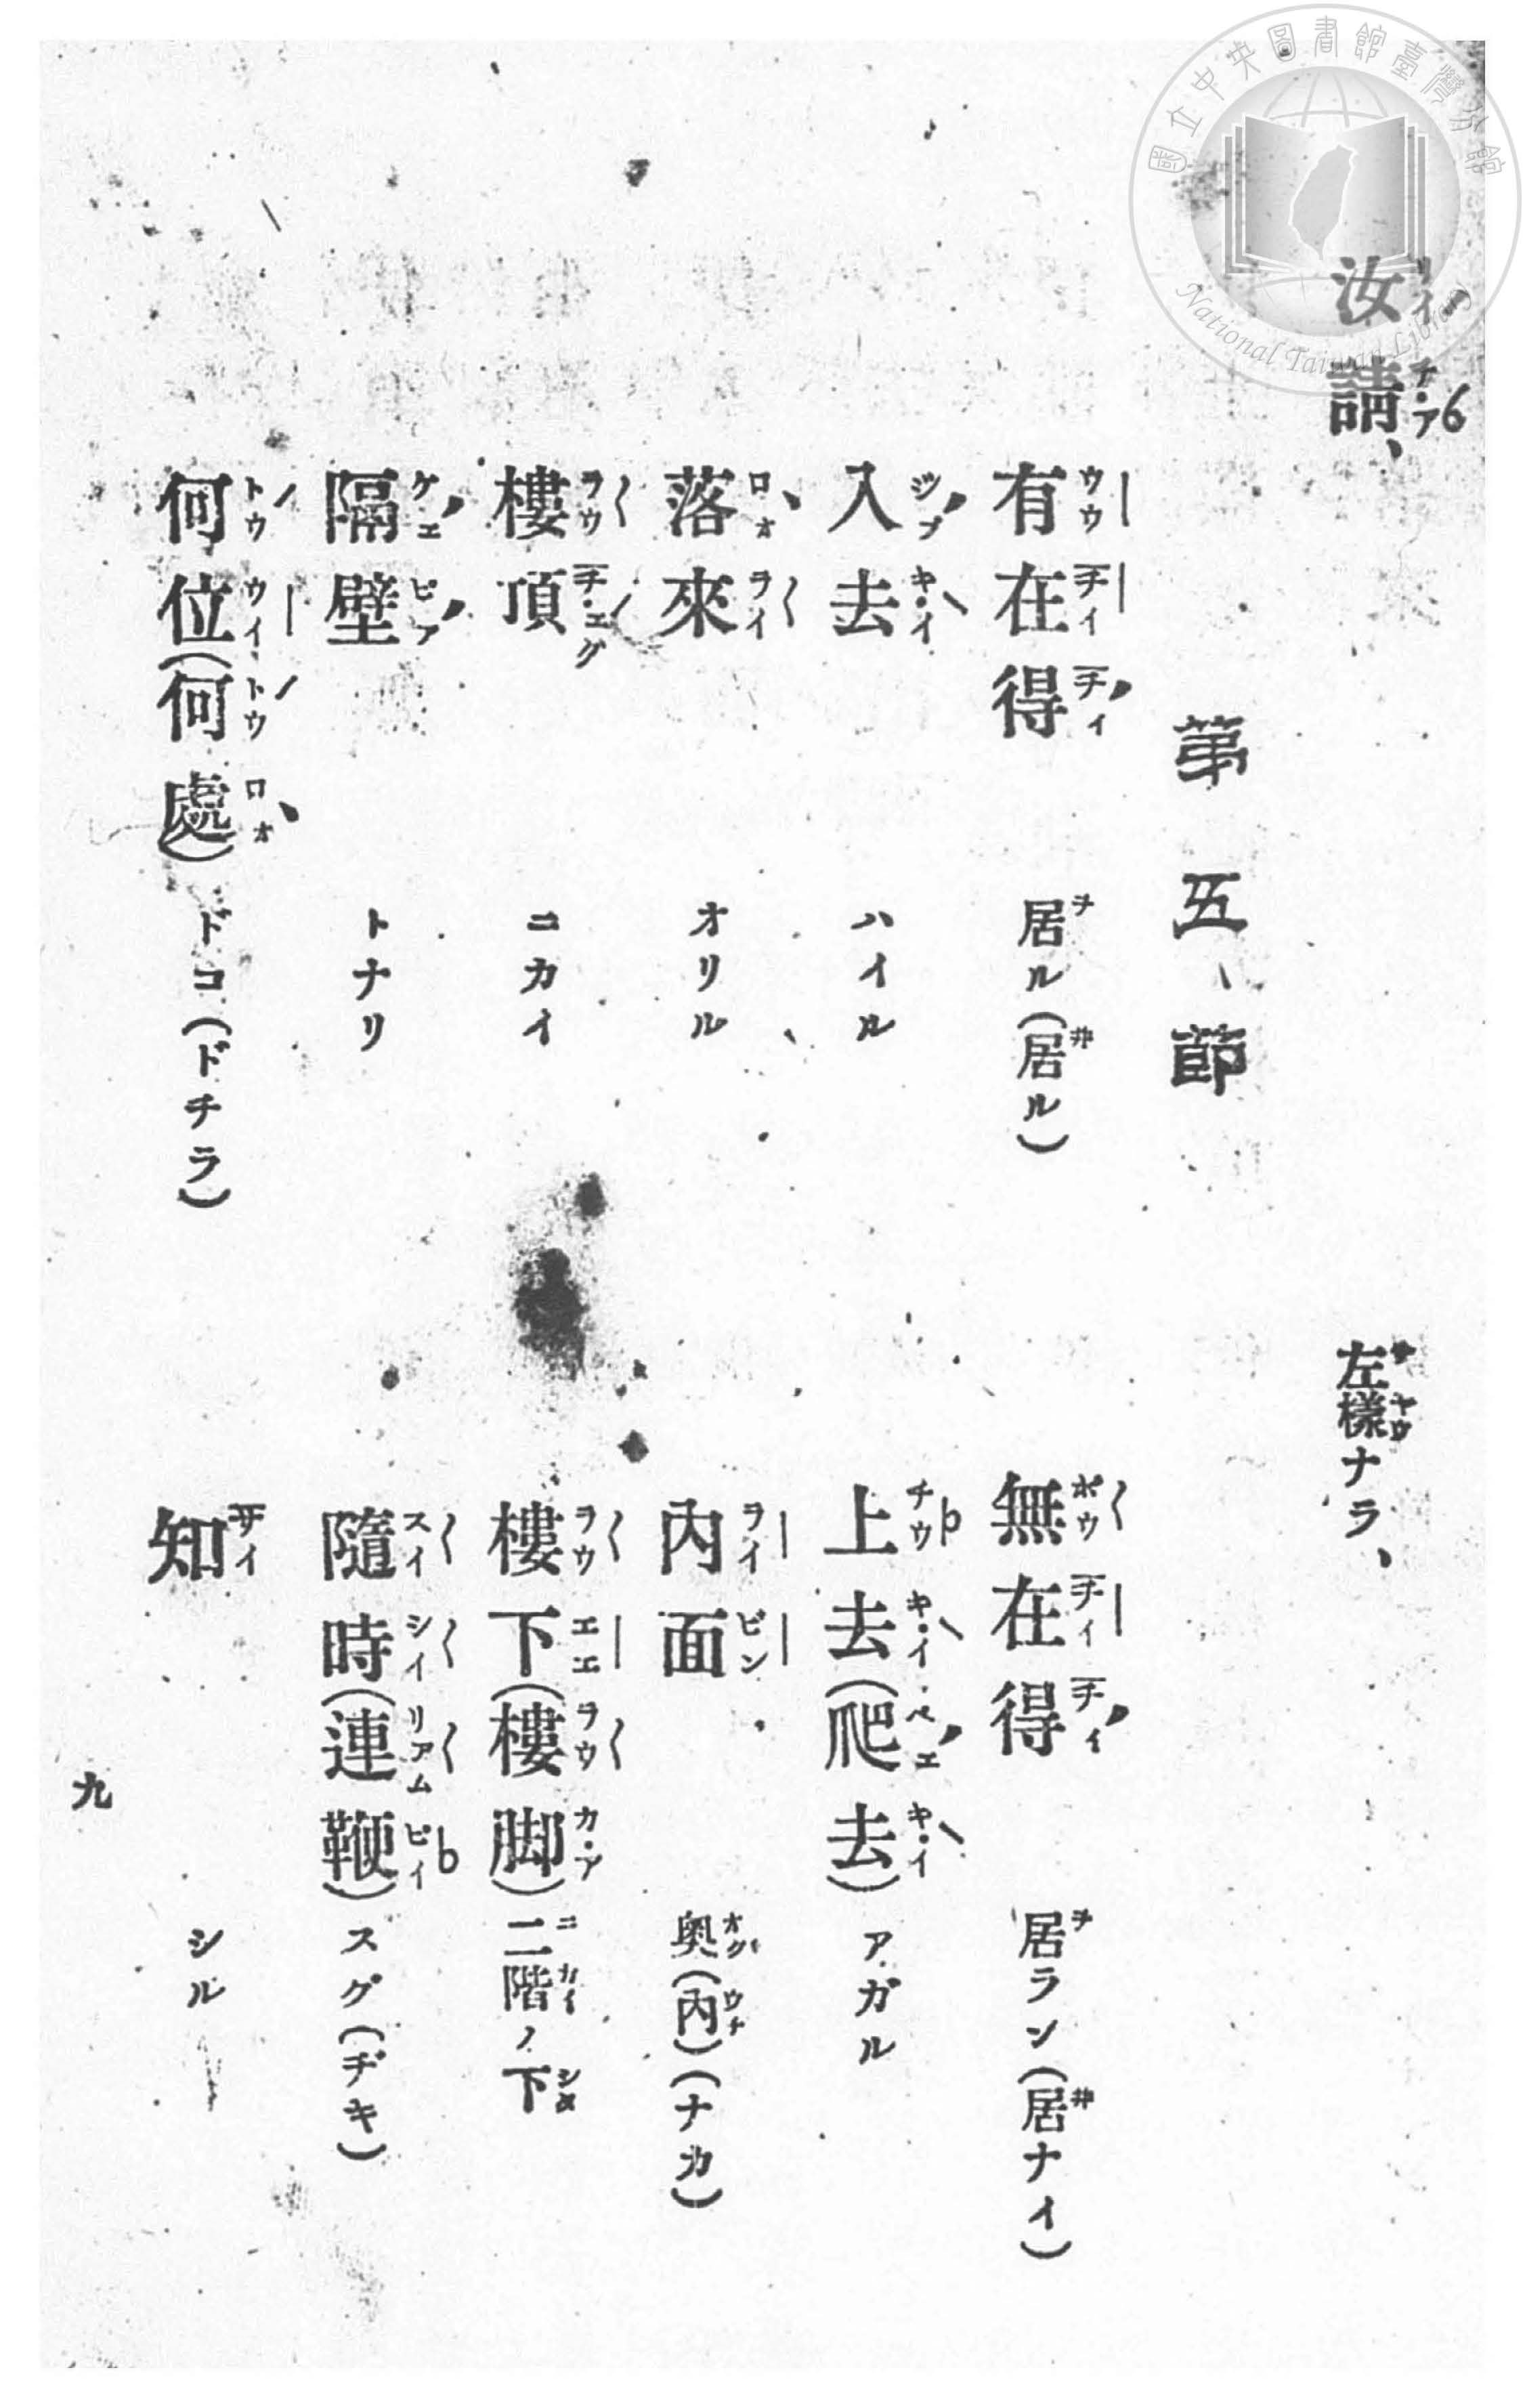 國立中央圖書館臺灣分館
National Taiwan Library
汝請、
左樣ナラ、
第五節
有在得 居ル(居ル)
無在得 居ラン(居ナイ)
入去 ハイル
上去(爬去) アガル
落來 オリル
內面 奧(內)(ナカ)
樓頂 ニカイ
樓下(樓脚) 二階ノ下
隔壁 トナリ
隨時(連鞭) スグ(ヂキ)
何位(何處) ドコ(ドチラ)
知 シル
九